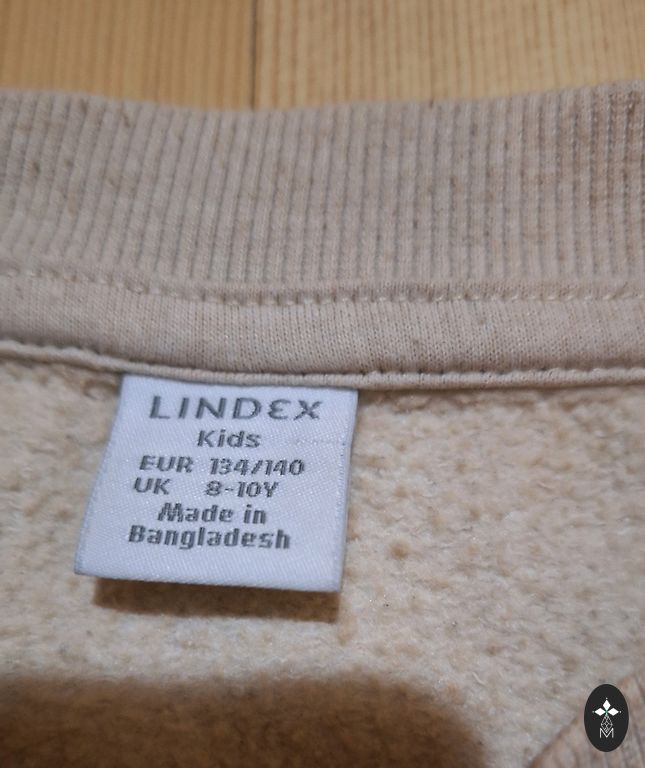 LINDEX
Kids
EUR 134/140
UK 8-10Y
Made in
Bangladesh
M